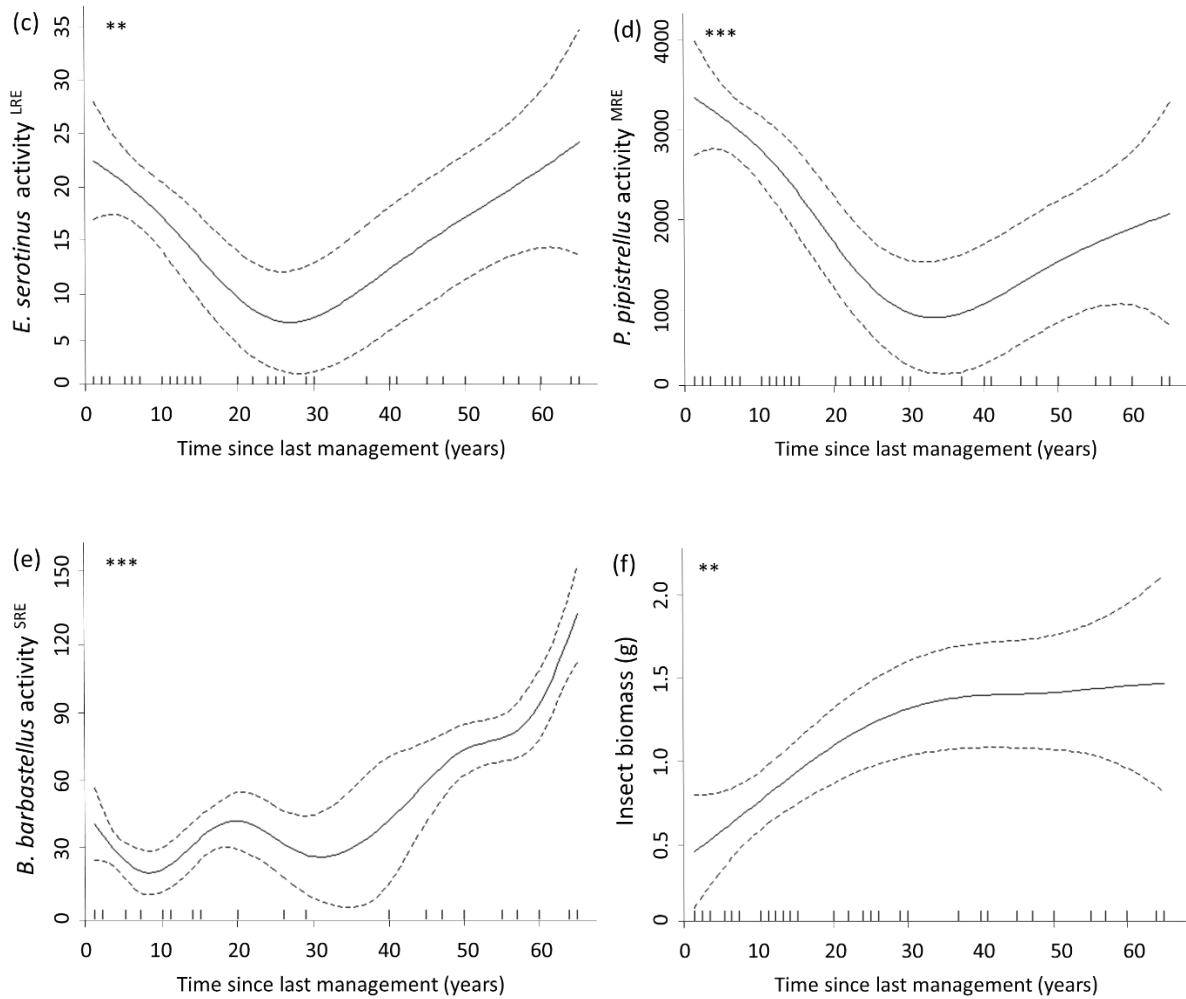 (c)
**
E. serotinus activity LRE
35
30
25
20
15
10
5
0
0 10 20 30 40 50 60
Time since last management (years)
(d)
***
P. pipistrellus activity MRE
4000
3000
2000
1000
0
0 10 20 30 40 50 60
Time since last management (years)
(e)
***
B. barbastellus activity SRE
150
120
90
60
30
0
0 10 20 30 40 50 60
Time since last management (years)
(f)
**
Insect biomass (g)
2.0
1.5
1.0
0.5
0
0 10 20 30 40 50 60
Time since last management (years)